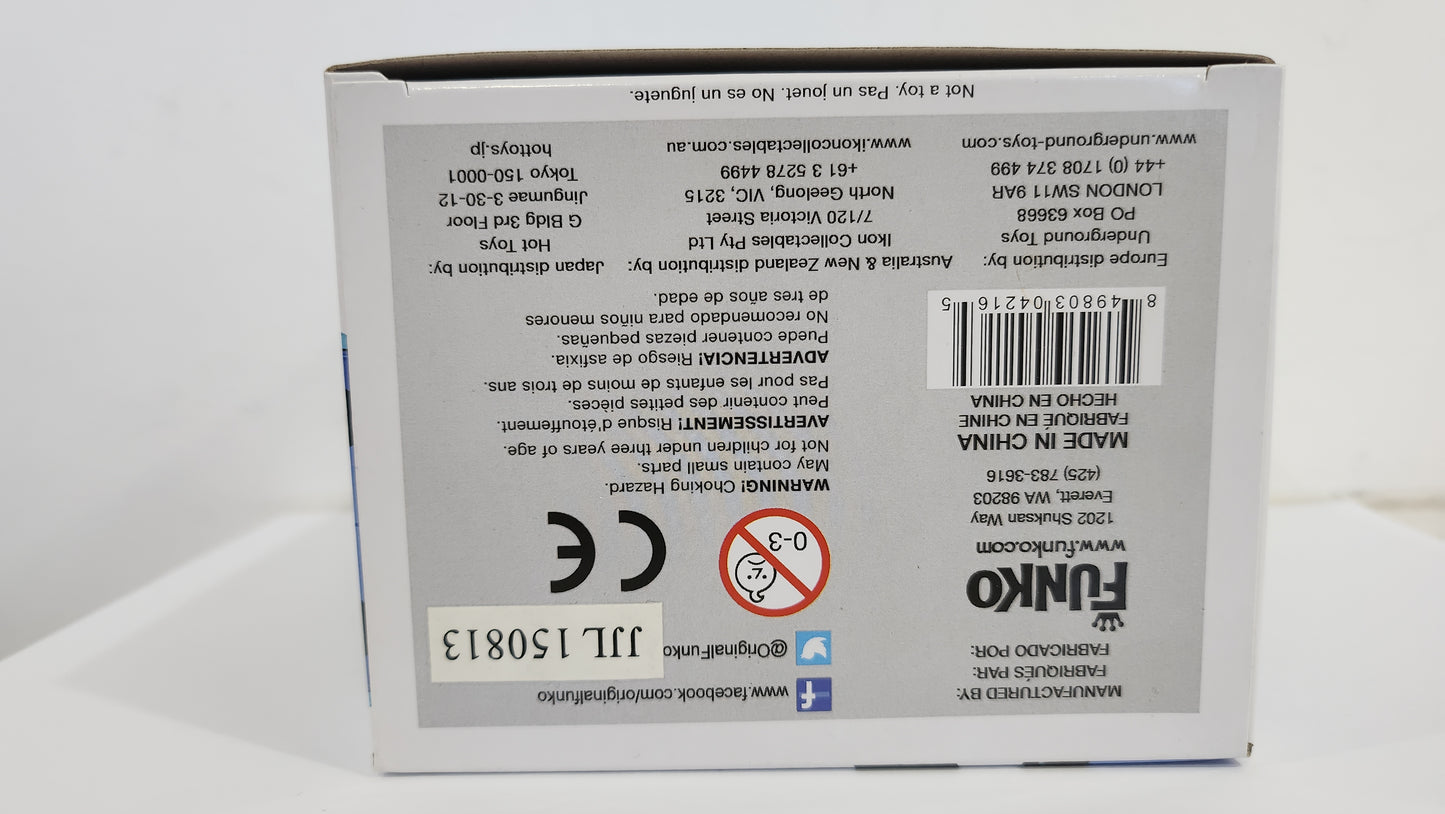 MANUFACTURED BY:
FABRIQUÉS PAR:
FABRICADO POR:
FUNKO
www.funko.com
1202 Shuksan Way
Everett, WA 98203
(425) 783-3616
MADE IN CHINA
FABRIQUÉ EN CHINE
HECHO EN CHINA
8 49803 04216 5
f www.facebook.com/originalfunko
@OriginalFunko
JJL 150813
0-3
CE
WARNING! Choking Hazard.
May contain small parts.
Not for children under three years of age.
AVERTISSEMENT! Risque d'étouffement.
Peut contenir des petites pièces.
Pas pour les enfants de moins de trois ans.
ADVERTENCIA! Riesgo de asfixia.
Puede contener piezas pequeñas.
No recomendado para niños menores
de tres años de edad.
Europe distribution by:
Underground Toys
PO Box 63668
LONDON SW11 9AR
+44 (0) 1708 374 499
www.underground-toys.com
Australia & New Zealand distribution by:
Ikon Collectables Pty Ltd
7/120 Victoria Street
North Geelong, VIC, 3215
+61 3 5278 4499
www.ikoncollectables.com.au
Japan distribution by:
Hot Toys
G Bldg 3rd Floor
Jingumae 3-30-12
Tokyo 150-0001
hottoys.jp
Not a toy. Pas un jouet. No es un juguete.